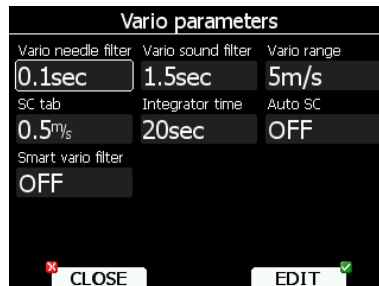 Vario parameters
Vario needle filter Vario sound filter Vario range
0.1sec 1.5sec 5m/s
SC tab Integrator time Auto SC
0.5m/s 20sec OFF
Smart vario filter
OFF
CLOSE EDIT